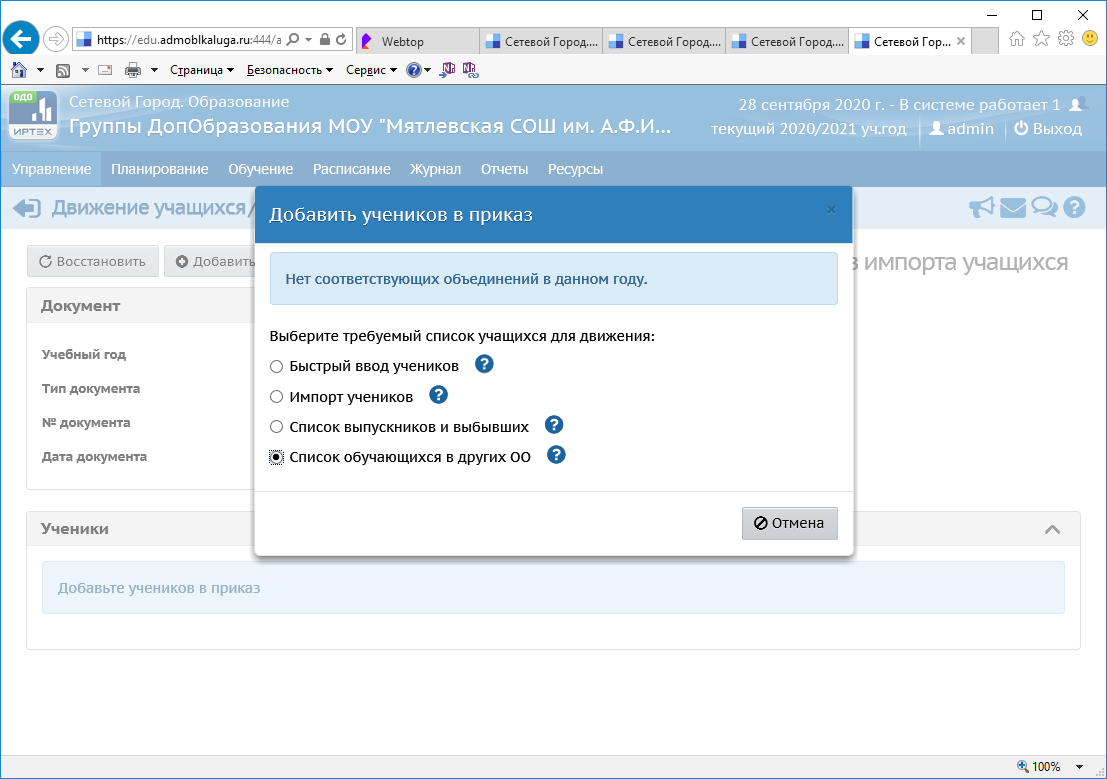 https://edu.admoblkaluga.ru:444/a
Webtop
Сетевой Город....
Сетевой Город....
Сетевой Город....
Сетевой Гор...
Страница
Безопасность
Сервис
ОДО
ИРТЕХ
Сетевой Город. Образование
Группы ДопОбразования МОУ "Мятлевская СОШ им. А.Ф.И...
28 сентября 2020 г. - В системе работает 1
текущий 2020/2021 уч.год
admin
Выход
Управление
Планирование
Обучение
Расписание
Журнал
Отчеты
Ресурсы
Движение учащихся/
Восстановить
Добавить
импорта учащихся
Документ
Учебный год
Тип документа
№ документа
Дата документа
Добавить учеников в приказ
×
Нет соответствующих объединений в данном году.
Выберите требуемый список учащихся для движения:
Быстрый ввод учеников ?
Импорт учеников ?
Список выпускников и выбывших ?
Список обучающихся в других ОО ?
Отмена
Ученики
Добавьте учеников в приказ
100%